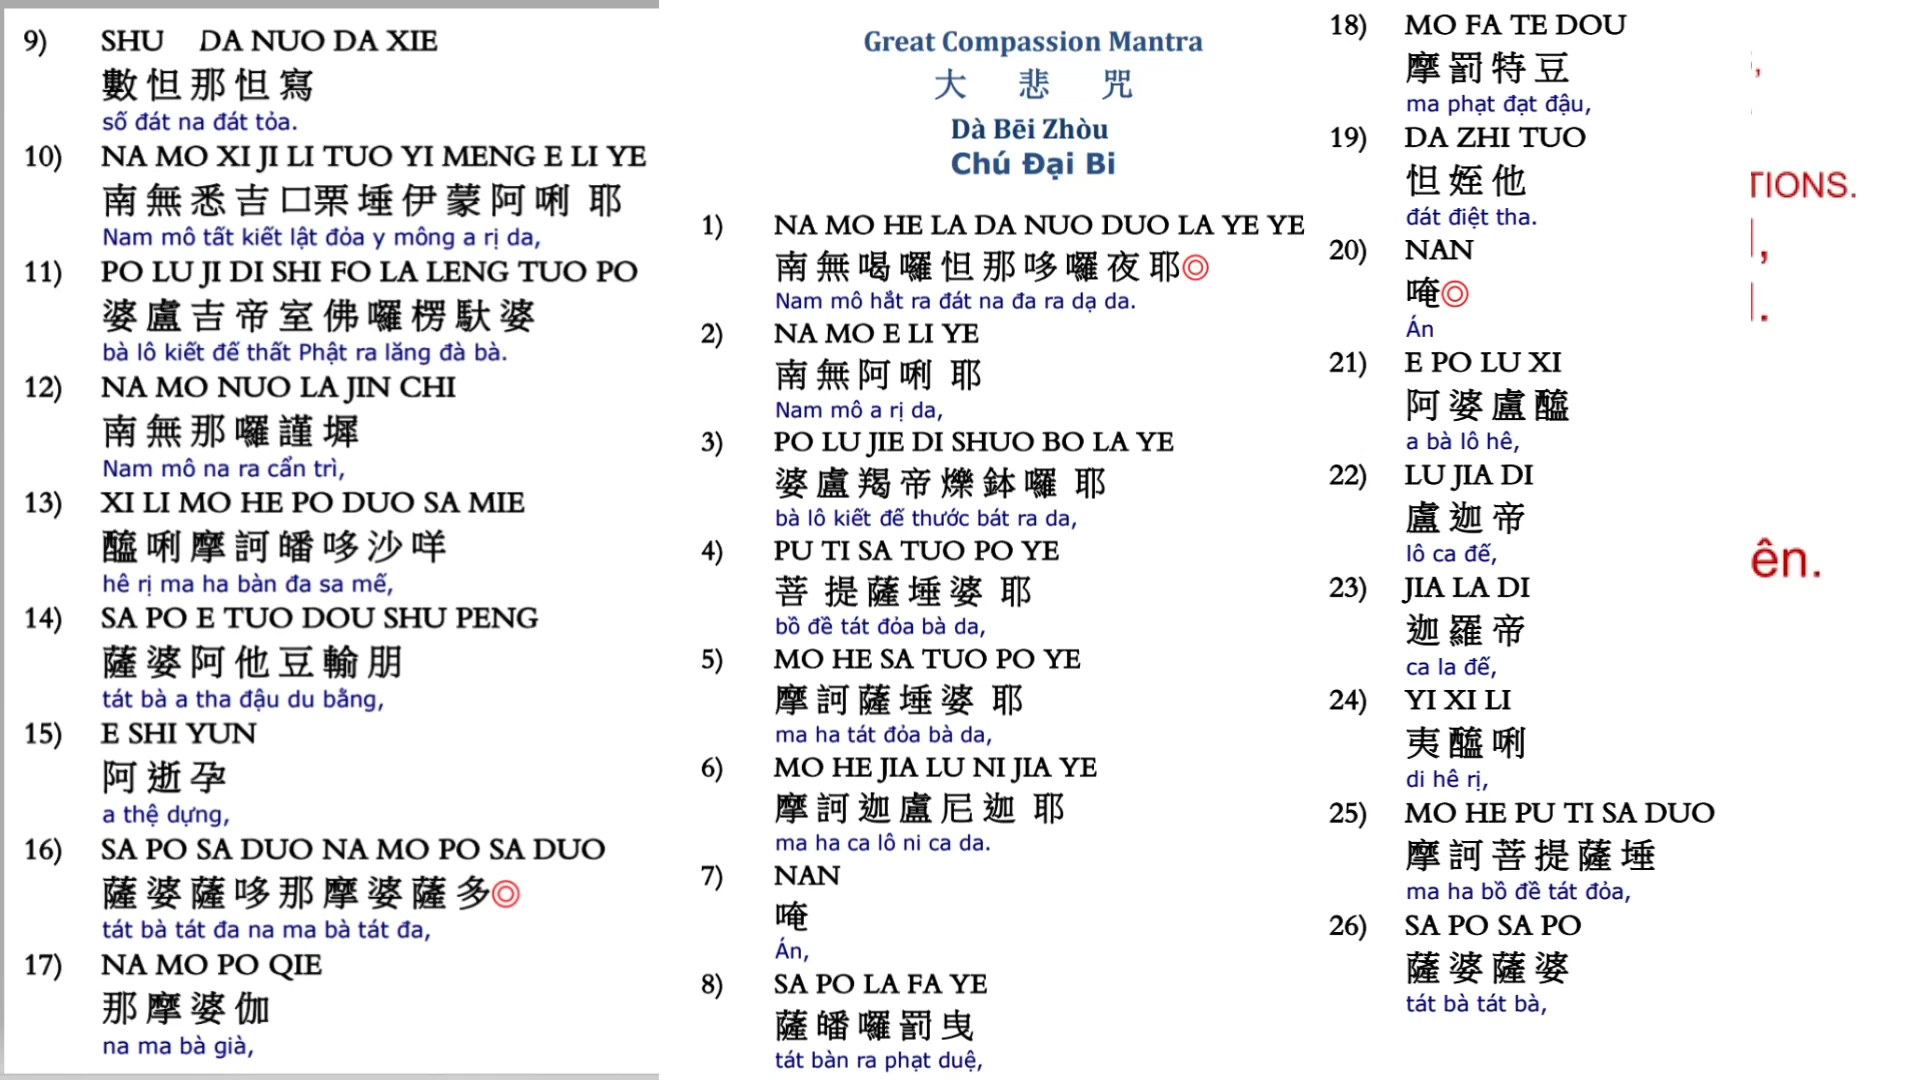 9) SHU DA NUO DA XIE
數 怛 那 怛 寫
số đát na đát tỏa.
10) NA MO XI JI LI TUO YI MENG E LI YE
南 無 悉 吉 口栗 埵 伊 蒙 阿 唎 耶
Nam mô tất kiết lật đỏa y mông a rị da,
11) PO LU JI DI SHI FO LA LENG TUO PO
婆 盧 吉 帝 室 佛 囉 楞 馱 婆
bà lô kiết đế thất Phật ra lăng đà bà.
12) NA MO NUO LA JIN CHI
南 無 那 囉 謹 墀
Nam mô na ra cẩn trì,
13) XI LI MO HE PO DUO SA MIE
醯 唎 摩 訶 皤 哆 沙 咩
hê rị ma ha bàn đa sa mế,
14) SA PO E TUO DOU SHU PENG
薩 婆 阿 他 豆 輸 朋
tát bà a tha đậu du bằng,
15) E SHI YUN
阿 逝 孕
a thệ dựng,
16) SA PO SA DUO NA MO PO SA DUO
薩 婆 薩 哆 那 摩 婆 薩 多◎
tát bà tát đa na ma bà tát đa,
17) NA MO PO QIE
那 摩 婆 伽
na ma bà già,
Great Compassion Mantra
大 悲 咒
Dà Bēi Zhòu
Chú Đại Bi
1) NA MO HE LA DA NUO DUO LA YE YE
南 無 喝 囉 怛 那 哆 囉 夜 耶◎
Nam mô hắt ra đát na đa ra dạ da.
2) NA MO E LI YE
南 無 阿 唎 耶
Nam mô a rị da,
3) PO LU JIE DI SHUO BO LA YE
婆 盧 羯 帝 爍 鉢 囉 耶
bà lô kiết đế thước bát ra da,
4) PU TI SA TUO PO YE
菩 提 薩 埵 婆 耶
bồ đề tát đỏa bà da,
5) MO HE SA TUO PO YE
摩 訶 薩 埵 婆 耶
ma ha tát đỏa bà da,
6) MO HE JIA LU NI JIA YE
摩 訶 迦 盧 尼 迦 耶
ma ha ca lô ni ca da.
7) NAN
唵
Án,
8) SA PO LA FA YE
薩 皤 囉 罰 曳
tát bàn ra phạt duệ,
18) MO FA TE DOU
摩 罰 特 豆
ma phạt đạt đậu,
19) DA ZHI TUO
怛 姪 他
đát điệt tha.
20) NAN
唵◎
Án
21) E PO LU XI
阿 婆 盧 醯
a bà lô hê,
22) LU JIA DI
盧 迦 帝
lô ca đế,
23) JIA LA DI
迦 羅 帝
ca la đế,
24) YI XI LI
夷 醯 唎
di hê rị,
25) MO HE PU TI SA DUO
摩 訶 菩 提 薩 埵
ma ha bồ đề tát đỏa,
26) SA PO SA PO
薩 婆 薩 婆
tát bà tát bà,
TIONS.
ên.